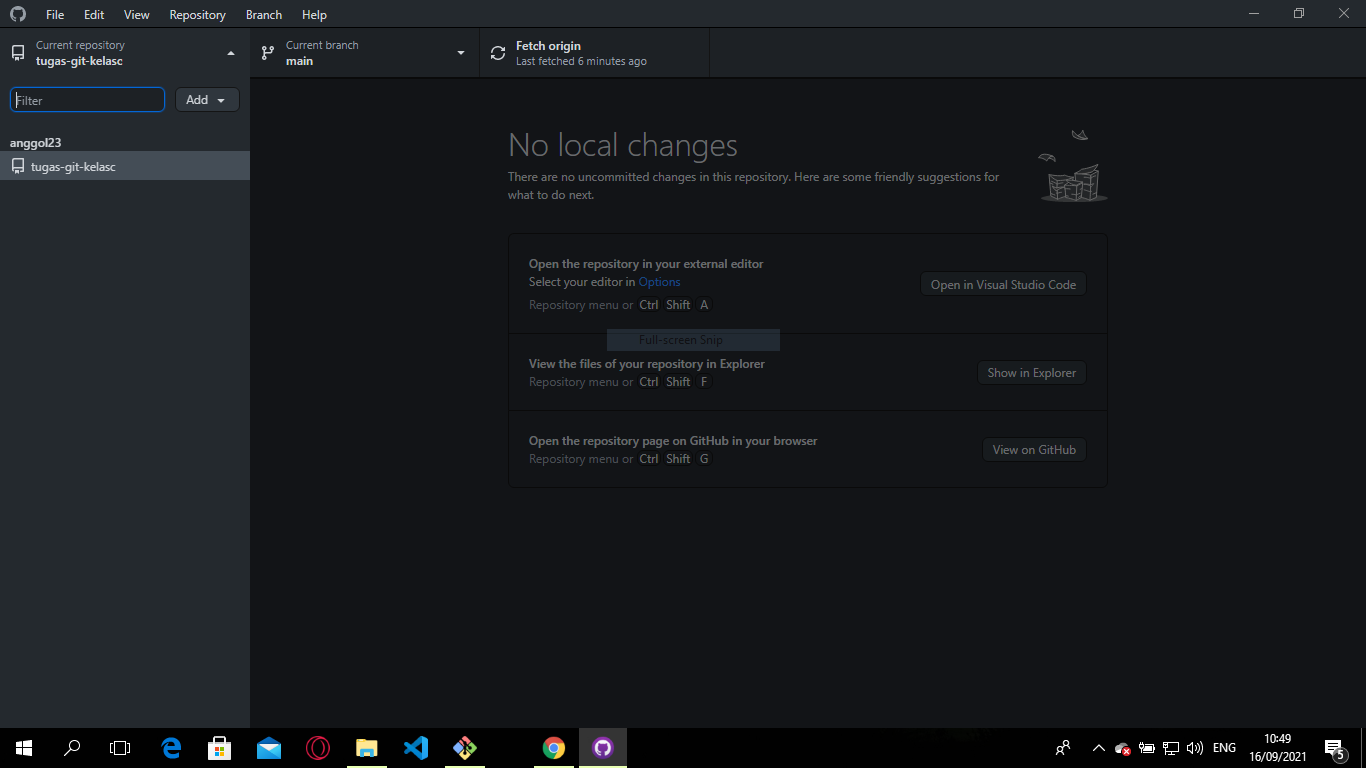 File Edit View Repository Branch Help
Current repository
tugas-git-kelasc
Current branch
main
Fetch origin
Last fetched 6 minutes ago
Filter
Add
anggol23
tugas-git-kelasc
No local changes
There are no uncommitted changes in this repository. Here are some friendly suggestions for
what to do next.
Open the repository in your external editor
Select your editor in Options
Repository menu or Ctrl Shift A
Open in Visual Studio Code
Full-screen Snip
View the files of your repository in Explorer
Repository menu or Ctrl Shift F
Show in Explorer
Open the repository page on GitHub in your browser
Repository menu or Ctrl Shift G
View on GitHub
ENG
10:49
16/09/2021
5